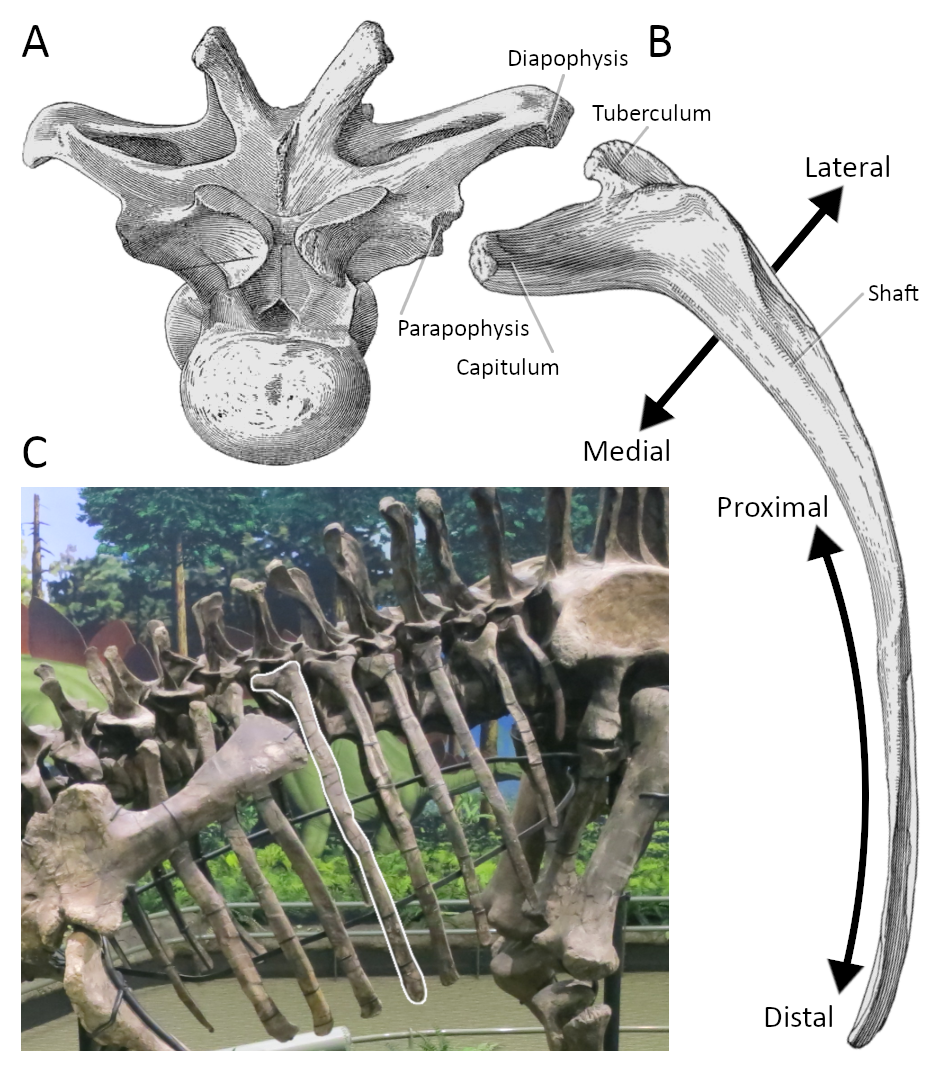 A
B
Diapophysis
Tuberculum
Lateral
Shaft
Parapophysis
Capitulum
Medial
C
Proximal
Distal